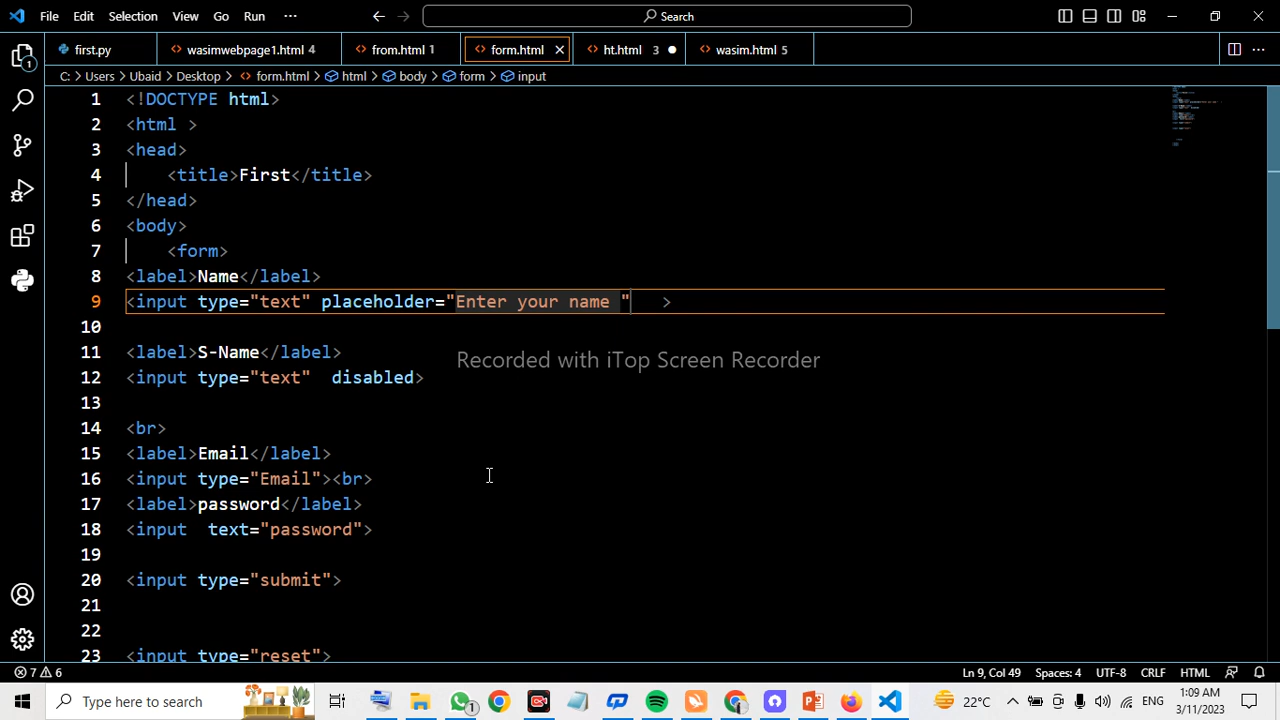 File Edit Selection View Go Run ··· Search
first.py wasimwebpage1.html 4 from.html 1 form.html ht.html 3 wasim.html 5
C: > Users > Ubaid > Desktop > form.html > html > body > form > input
1 <!DOCTYPE html>
2 <html >
3 <head>
4 <title>First</title>
5 </head>
6 <body>
7 <form>
8 <label>Name</label>
9 <input type="text" placeholder="Enter your name " >
10
11 <label>S-Name</label>
Recorded with iTop Screen Recorder
12 <input type="text" disabled>
13
14 <br>
15 <label>Email</label>
16 <input type="Email"><br>
17 <label>password</label>
18 <input text="password">
19
20 <input type="submit">
21
22
23 <input type="reset">
7 6 Ln 9, Col 49 Spaces: 4 UTF-8 CRLF HTML
Type here to search 1 22°C ENG 1:09 AM
3/11/2023